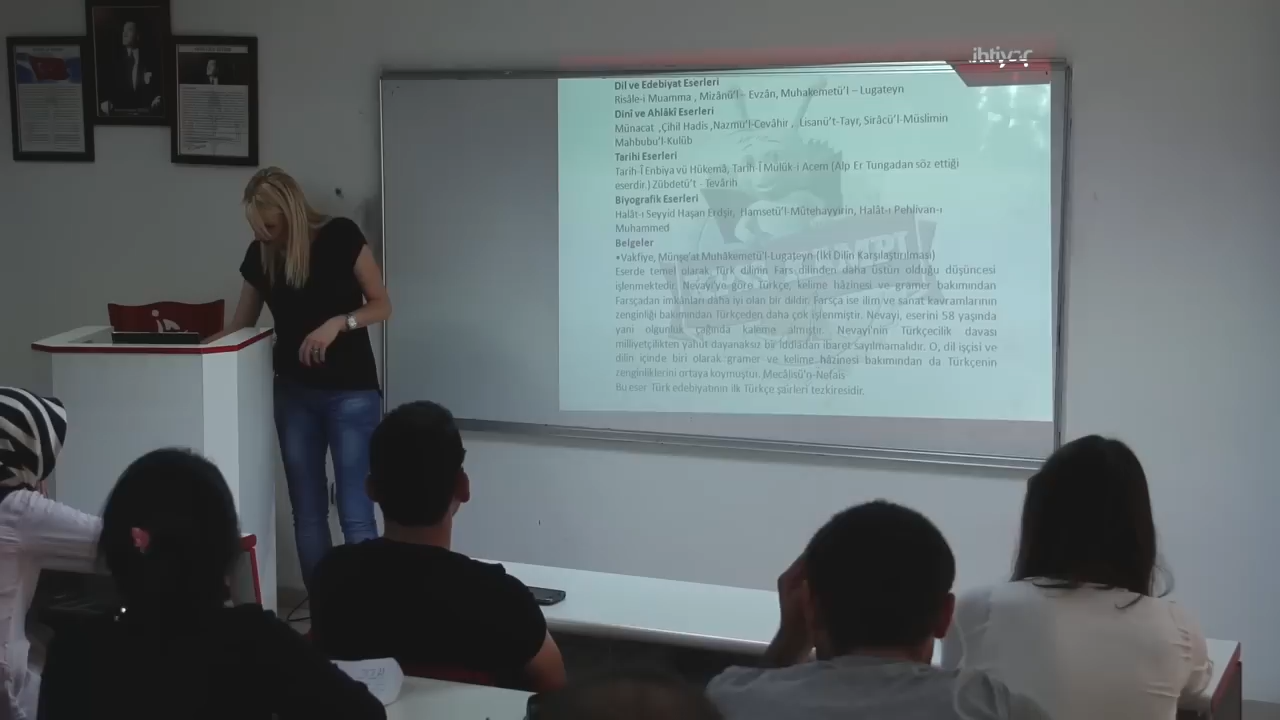 ihtiyaç
Dil ve Edebiyat Eserleri
Risâle-i Muamma , Mizânü'l – Evzân, Muhakemetü'l – Lugateyn
Dinî ve Ahlâkî Eserleri
Münacat ,Çihil Hadis ,Nazmu'l-Cevâhir , Lisanü't-Tayr, Sirâcü'l-Müslimin
Mahbubu'l-Kulûb
Tarihi Eserleri
Tarih-Î Enbiya vü Hükemâ, Tarih-Î Mülûk-i Acem (Alp Er Tungadan söz ettiği
eserdir.) Zübdetü't - Tevârih
Biyografik Eserleri
Halât-ı Seyyid Haşan Erdşir, Hamsetü'l-Mütehayyirin, Halât-ı Pehlivan-ı
Muhammed
Belgeler
•Vakfiye, Münşe'at Muhâkemetü'l-Lugateyn (İki Dilin Karşılaştırılması)
Eserde temel olarak Türk dilinin Fars dilinden daha üstün olduğu düşüncesi
işlenmektedir. Nevayi'ye göre Türkçe, kelime hâzinesi ve gramer bakımından
Farsçadan imkânları daha iyi olan bir dildir. Farsça ise ilim ve sanat kavramlarının
zenginliği bakımından Türkçeden daha çok işlenmiştir. Nevayi, eserini 58 yaşında
yani olgunluk çağında kaleme almıştır. Nevayi'nin Türkçecilik davası
milliyetçilikten yahut dayanaksız bir iddiadan ibaret sayılmamalıdır. O, dil işçisi ve
dilin içinde biri olarak gramer ve kelime hâzinesi bakımından da Türkçenin
zenginliklerini ortaya koymuştur. Mecâlisü'n-Nefais
Bu eser Türk edebiyatının ilk Türkçe şairleri tezkiresidir.